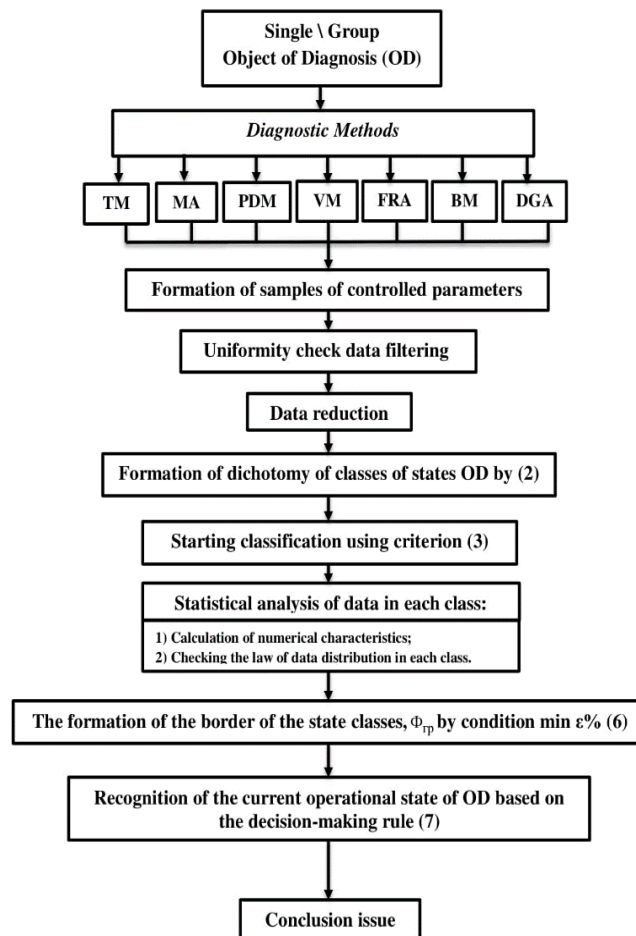 Single \ Group
Object of Diagnosis (OD)
Diagnostic Methods
TM MA PDM VM FRA BM DGA
Formation of samples of controlled parameters
Uniformity check data filtering
Data reduction
Formation of dichotomy of classes of states OD by (2)
Starting classification using criterion (3)
Statistical analysis of data in each class:
1) Calculation of numerical characteristics;
2) Checking the law of data distribution in each class.
The formation of the border of the state classes, Φгр by condition min ε% (6)
Recognition of the current operational state of OD based on
the decision-making rule (7)
Conclusion issue